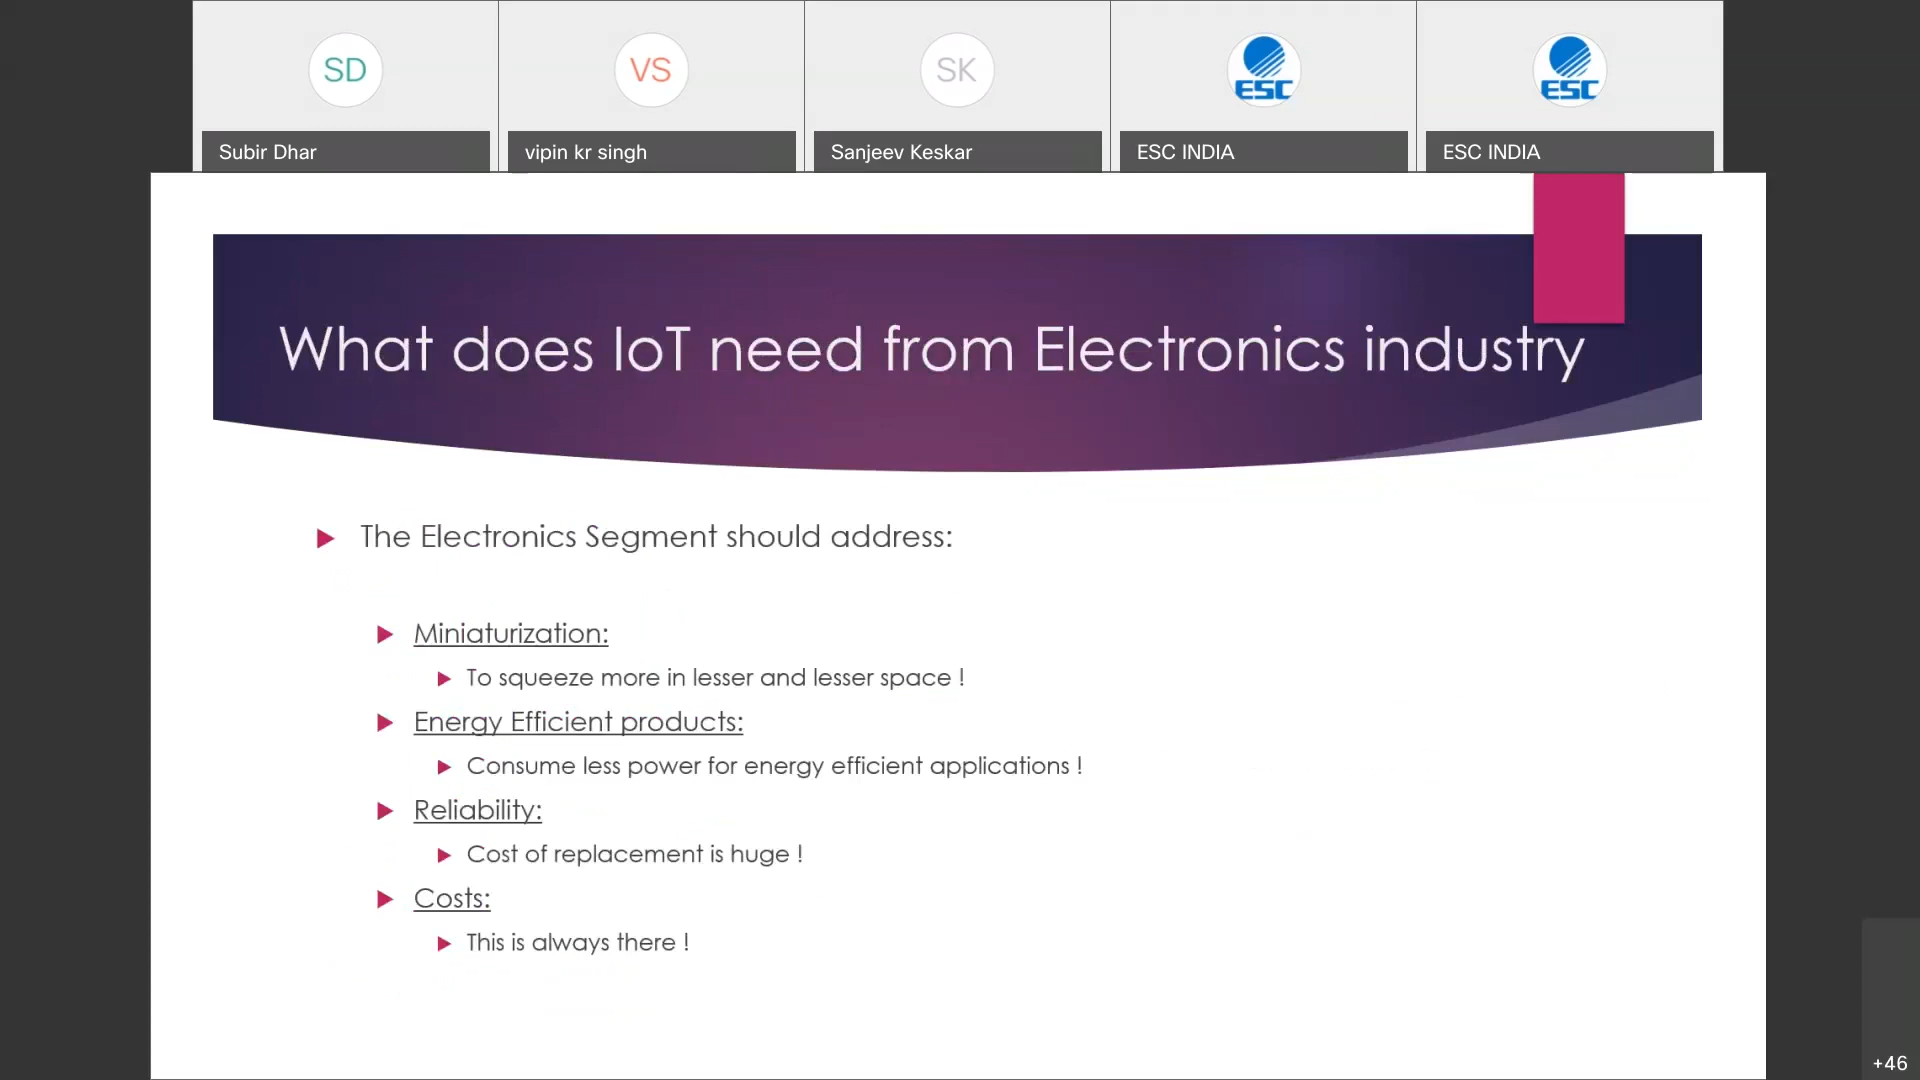 SD
VS
SK
ESC
ESC
Subir Dhar
vipin kr singh
Sanjeev Keskar
ESC INDIA
ESC INDIA
What does IoT need from Electronics industry
The Electronics Segment should address:
Miniaturization:
To squeeze more in lesser and lesser space !
Energy Efficient products:
Consume less power for energy efficient applications !
Reliability:
Cost of replacement is huge !
Costs:
This is always there !
+46